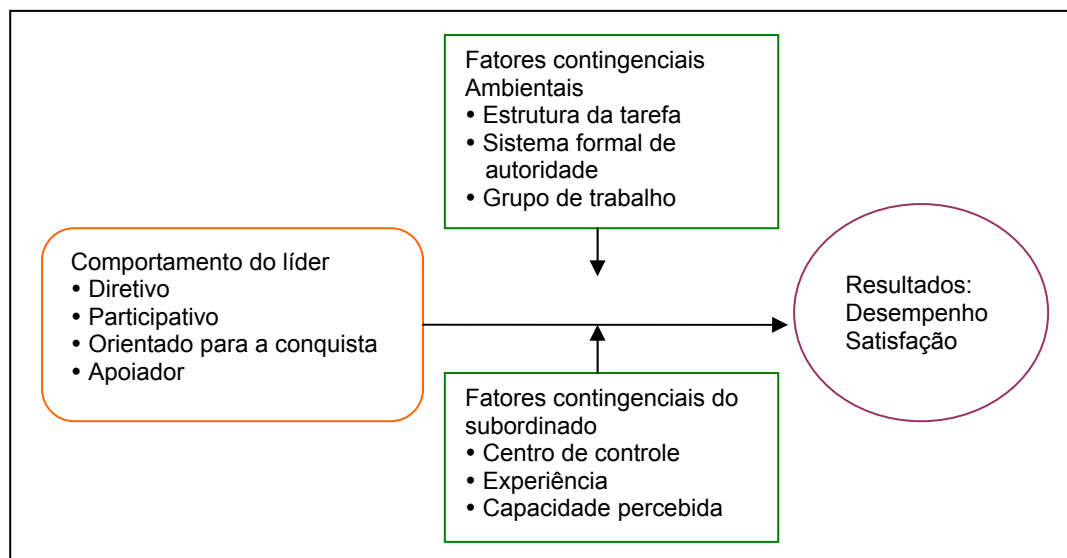 Fatores contingenciais
Ambientais
• Estrutura da tarefa
• Sistema formal de
autoridade
• Grupo de trabalho
Comportamento do líder
• Diretivo
• Participativo
• Orientado para a conquista
• Apoiador
Resultados:
Desempenho
Satisfação
Fatores contingenciais do
subordinado
• Centro de controle
• Experiência
• Capacidade percebida